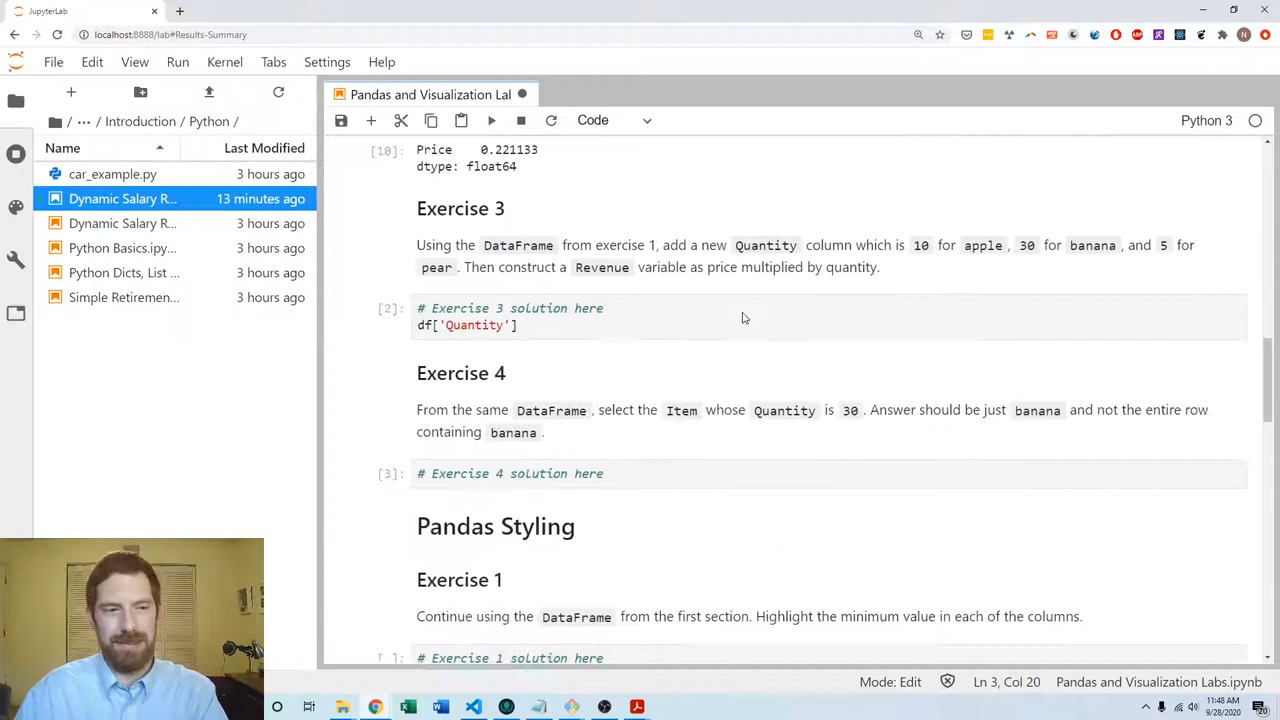 JupyterLab
localhost:8888/lab#Results-Summary
N
File Edit View Run Kernel Tabs Settings Help
Pandas and Visualization Lal
/ ··· / Introduction / Python /
Code
Python 3
Name Last Modified
car_example.py 3 hours ago
Dynamic Salary R... 13 minutes ago
Dynamic Salary R... 3 hours ago
Python Basics.ipy... 3 hours ago
Python Dicts, List ... 3 hours ago
Simple Retiremen... 3 hours ago
[10]: Price 0.221133
dtype: float64
Exercise 3
Using the DataFrame from exercise 1, add a new Quantity column which is 10 for apple, 30 for banana, and 5 for
pear. Then construct a Revenue variable as price multiplied by quantity.
[2]: # Exercise 3 solution here
df['Quantity']
Exercise 4
From the same DataFrame, select the Item whose Quantity is 30. Answer should be just banana and not the entire row
containing banana.
[3]: # Exercise 4 solution here
Pandas Styling
Exercise 1
Continue using the DataFrame from the first section. Highlight the minimum value in each of the columns.
[ ]: # Exercise 1 solution here
Mode: Edit Ln 3, Col 20 Pandas and Visualization Labs.ipynb
11:48 AM
9/28/2020
20